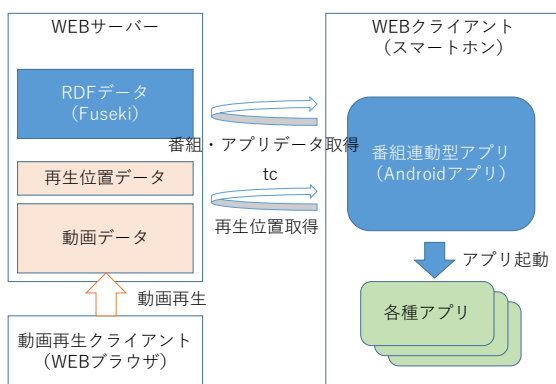 WEBサーバー
RDFデータ
(Fuseki)
再生位置データ
動画データ
動画再生
動画再生クライアント
(WEBブラウザ)
番組・アプリデータ取得
tc
再生位置取得
WEBクライアント
(スマートホン)
番組連動型アプリ
(Androidアプリ)
アプリ起動
各種アプリ